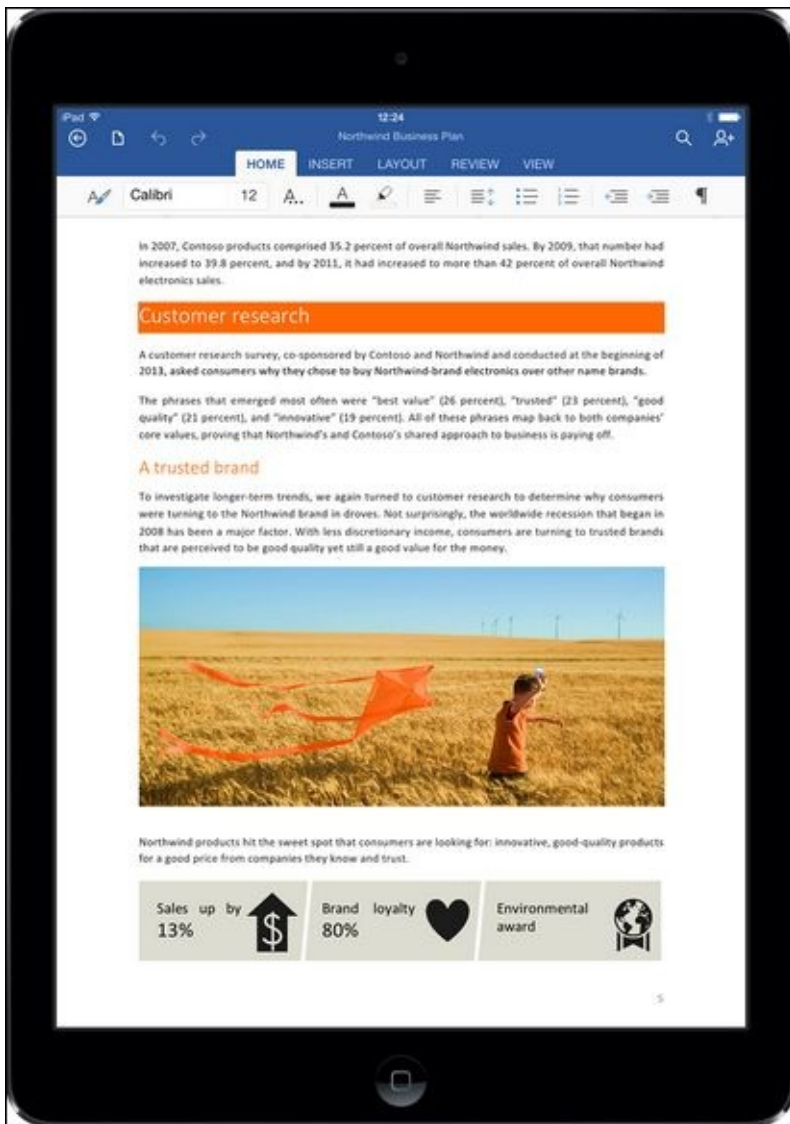 iPad
12:24
Northwind Business Plan
HOME INSERT LAYOUT REVIEW VIEW
Calibri 12 A.. A ¶
In 2007, Contoso products comprised 35.2 percent of overall Northwind sales. By 2009, that number had
increased to 39.8 percent, and by 2011, it had increased to more than 42 percent of overall Northwind
electronics sales.
Customer research
A customer research survey, co-sponsored by Contoso and Northwind and conducted at the beginning of
2013, asked consumers why they chose to buy Northwind-brand electronics over other name brands.
The phrases that emerged most often were “best value” (26 percent), “trusted” (23 percent), “good
quality” (21 percent), and “innovative” (19 percent). All of these phrases map back to both companies’
core values, proving that Northwind’s and Contoso’s shared approach to business is paying off.
A trusted brand
To investigate longer-term trends, we again turned to customer research to determine why consumers
were turning to the Northwind brand in droves. Not surprisingly, the worldwide recession that began in
2008 has been a major factor. With less discretionary income, consumers are turning to trusted brands
that are perceived to be good quality yet still a good value for the money.
Northwind products hit the sweet spot that consumers are looking for: innovative, good-quality products
for a good price from companies they know and trust.
Sales up by
13%
$
Brand loyalty
80%
Environmental
award
5